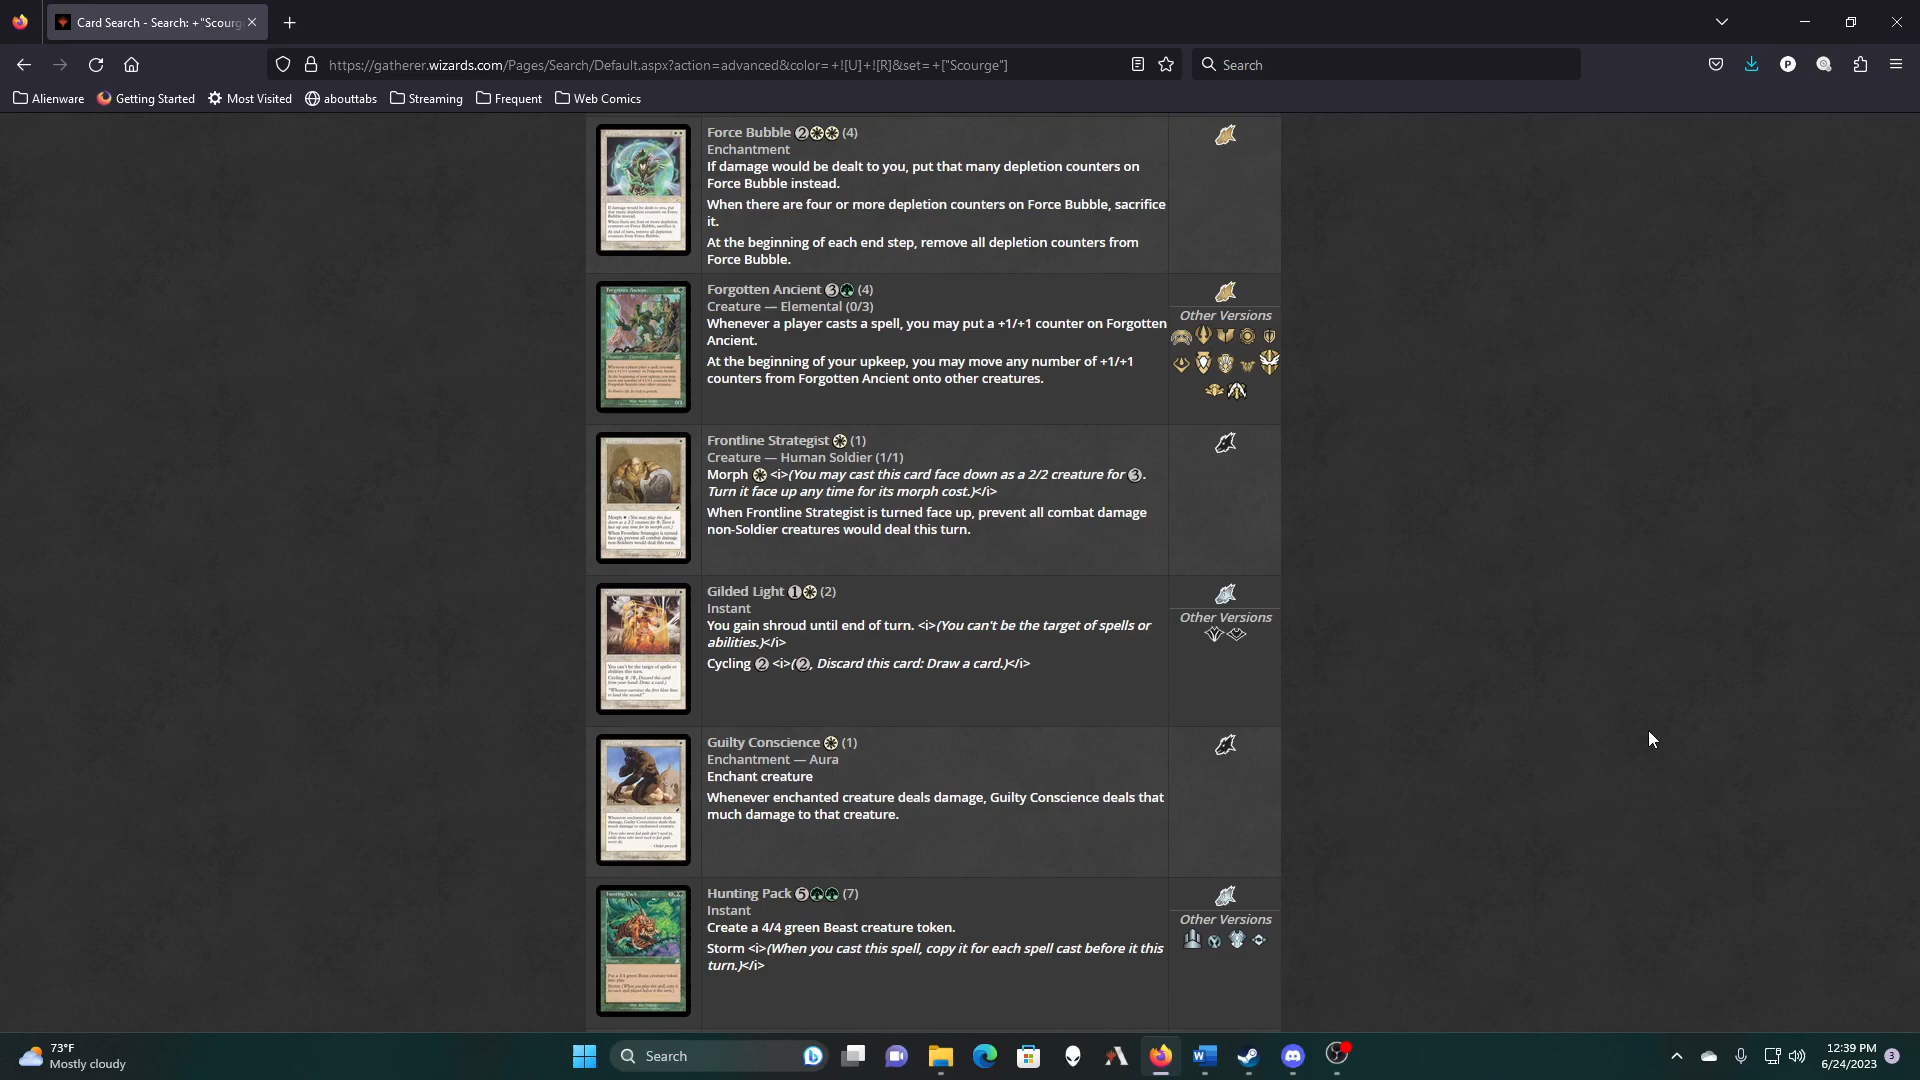 Card Search - Search: +"Scourg
https://gatherer.wizards.com/Pages/Search/Default.aspx?action=advanced&color=+![U]+![R]&set=+["Scourge"]
Search
Alienware
Getting Started
Most Visited
abouttabs
Streaming
Frequent
Web Comics
Force Bubble 2 (4)
Enchantment
If damage would be dealt to you, put that many depletion counters on
Force Bubble instead.
When there are four or more depletion counters on Force Bubble, sacrifice
it.
At the beginning of each end step, remove all depletion counters from
Force Bubble.
Forgotten Ancient 3 (4)
Creature — Elemental (0/3)
Whenever a player casts a spell, you may put a +1/+1 counter on Forgotten
Ancient.
At the beginning of your upkeep, you may move any number of +1/+1
counters from Forgotten Ancient onto other creatures.
Other Versions
Frontline Strategist (1)
Creature — Human Soldier (1/1)
Morph <i>(You may cast this card face down as a 2/2 creature for 3.
Turn it face up any time for its morph cost.)</i>
When Frontline Strategist is turned face up, prevent all combat damage
non-Soldier creatures would deal this turn.
Gilded Light 1 (2)
Instant
You gain shroud until end of turn. <i>(You can't be the target of spells or
abilities.)</i>
Cycling 2 <i>(2, Discard this card: Draw a card.)</i>
Other Versions
Guilty Conscience (1)
Enchantment — Aura
Enchant creature
Whenever enchanted creature deals damage, Guilty Conscience deals that
much damage to that creature.
Hunting Pack 5 (7)
Instant
Create a 4/4 green Beast creature token.
Storm <i>(When you cast this spell, copy it for each spell cast before it this
turn.)</i>
Other Versions
73°F
Mostly cloudy
Search
12:39 PM
6/24/2023
3